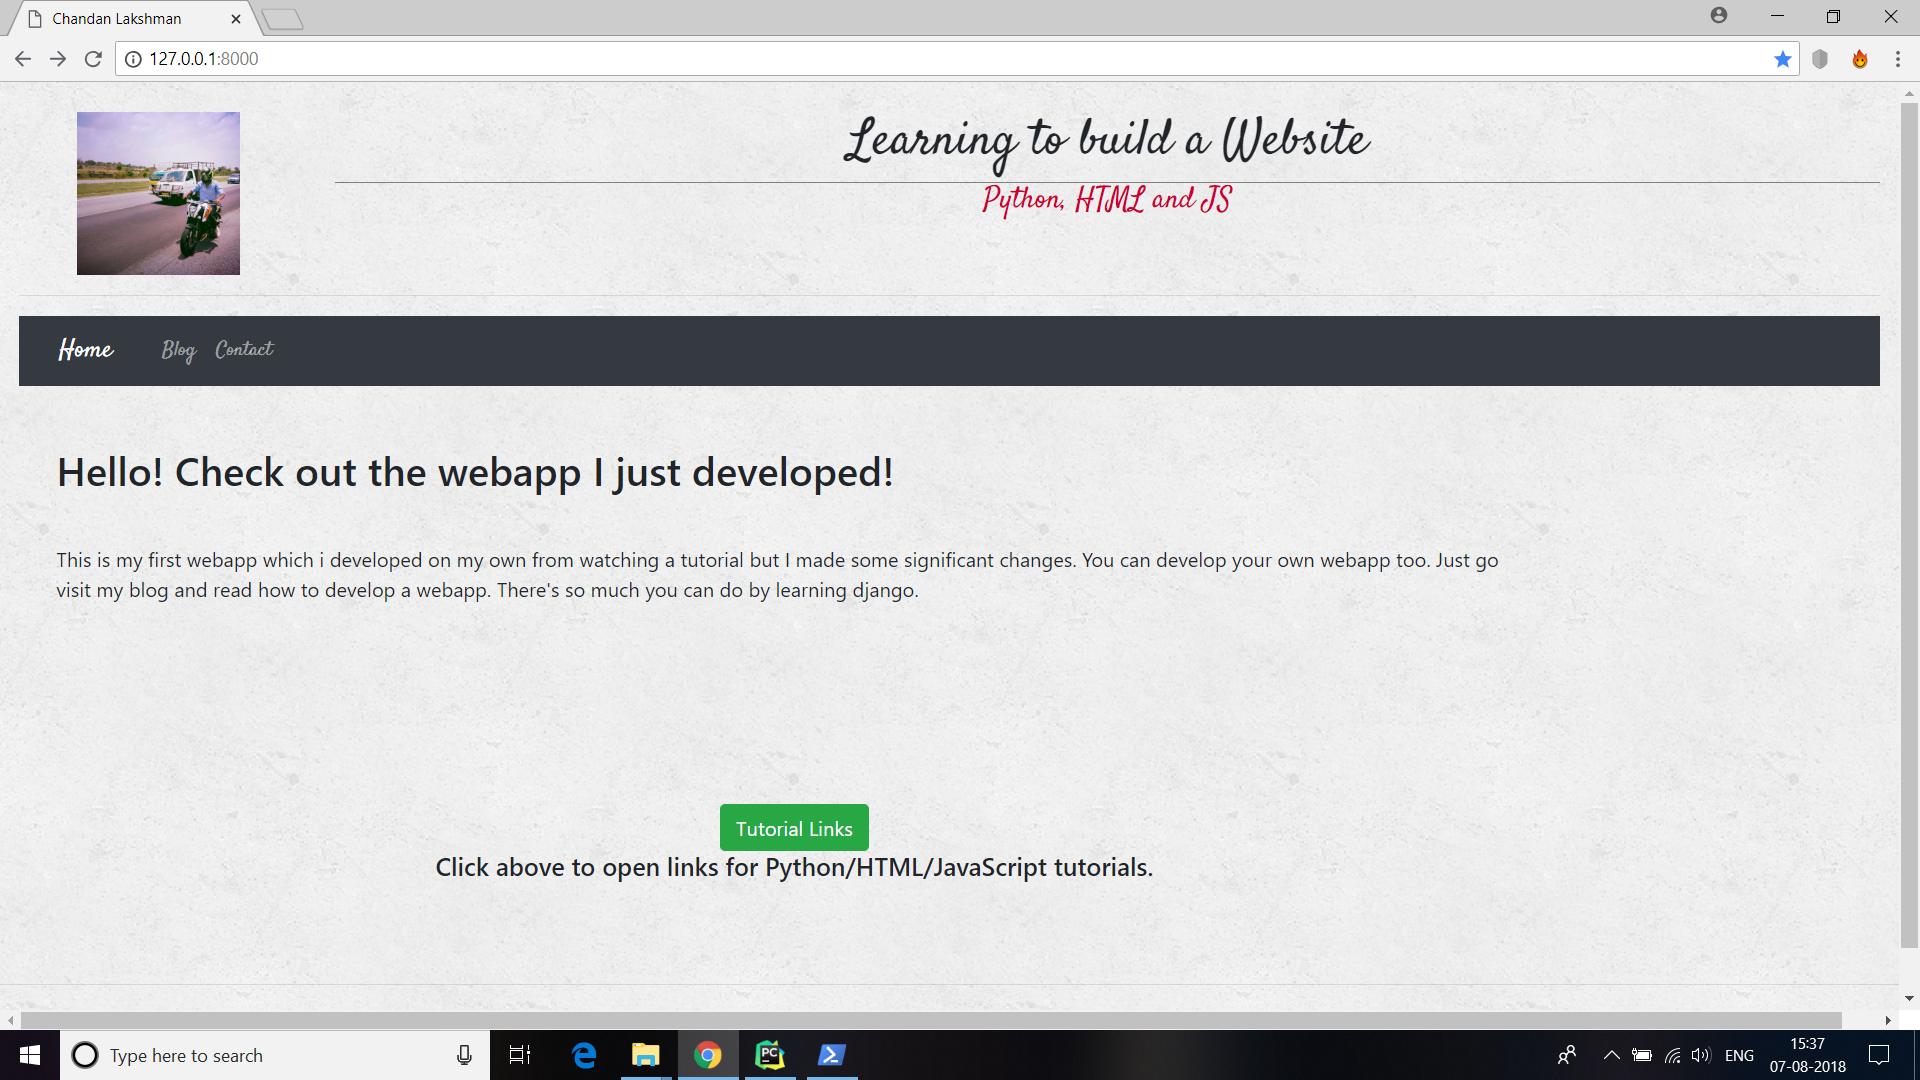 Chandan Lakshman
127.0.0.1:8000
Learning to build a Website
Python, HTML and JS
Home Blog Contact
Hello! Check out the webapp I just developed!
This is my first webapp which i developed on my own from watching a tutorial but I made some significant changes. You can develop your own webapp too. Just go
visit my blog and read how to develop a webapp. There's so much you can do by learning django.
Tutorial Links
Click above to open links for Python/HTML/JavaScript tutorials.
Type here to search
PC
ENG
15:37
07-08-2018